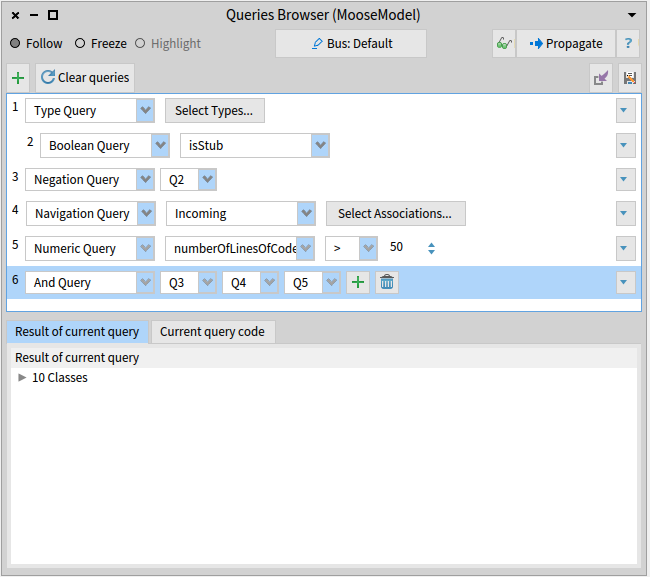 Queries Browser (MooseModel)
Follow Freeze Highlight Bus: Default Propagate ?
Clear queries
1 Type Query Select Types...
2 Boolean Query isStub
3 Negation Query Q2
4 Navigation Query Incoming Select Associations...
5 Numeric Query numberOfLinesOfCode > 50
6 And Query Q3 Q4 Q5
Result of current query Current query code
Result of current query
10 Classes